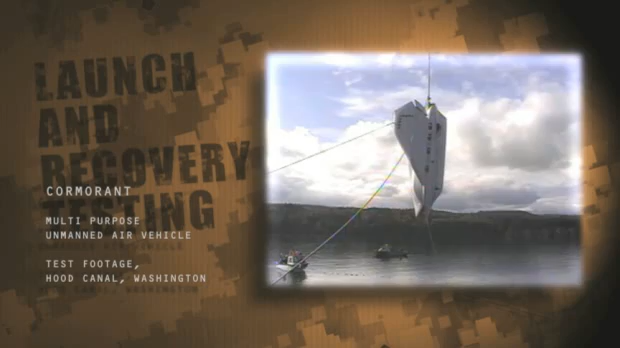 LAUNCH
AND
RECOVERY
TESTING
CORMORANT
MULTI PURPOSE
UNMANNED AIR VEHICLE
TEST FOOTAGE,
HOOD CANAL, WASHINGTON